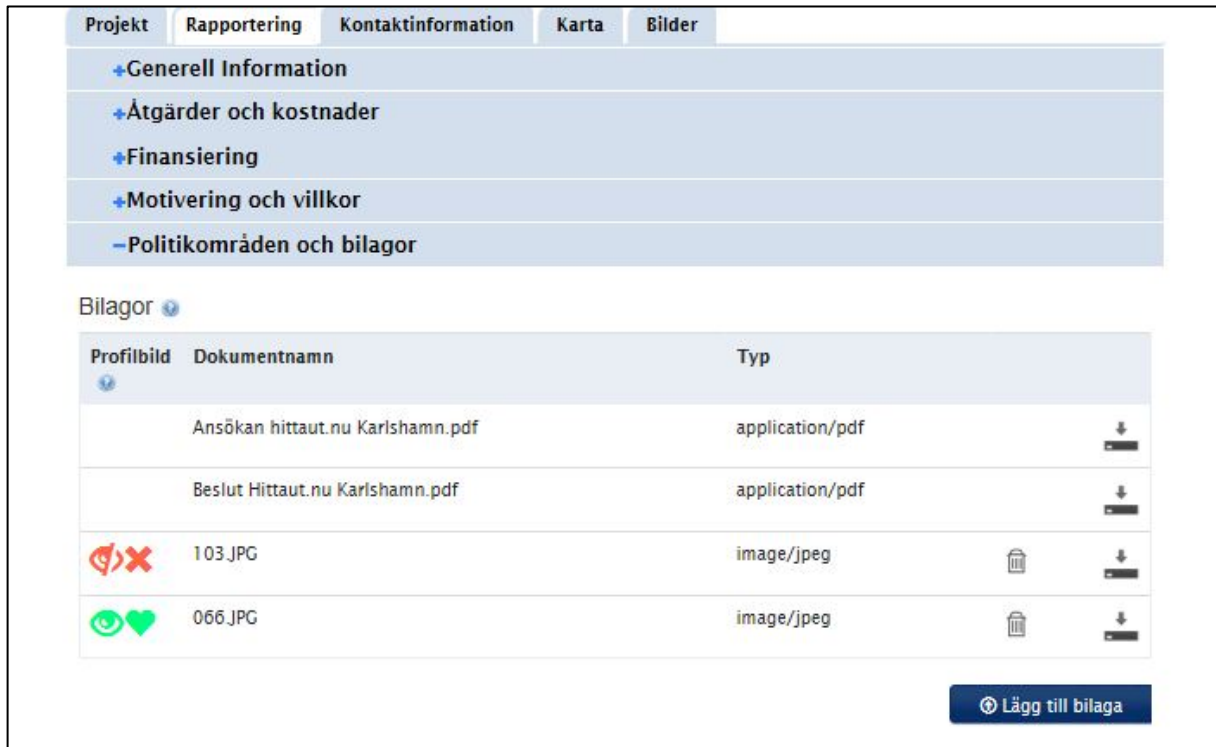 Projekt Rapportering Kontaktinformation Karta Bilder
+Generell Information
+Åtgärder och kostnader
+Finansiering
+Motivering och villkor
−Politikområden och bilagor
Bilagor
Profilbild Dokumentnamn Typ
Ansökan hittaut.nu Karlshamn.pdf application/pdf
Beslut Hittaut.nu Karlshamn.pdf application/pdf
103.JPG image/jpeg
066.JPG image/jpeg
Lägg till bilaga